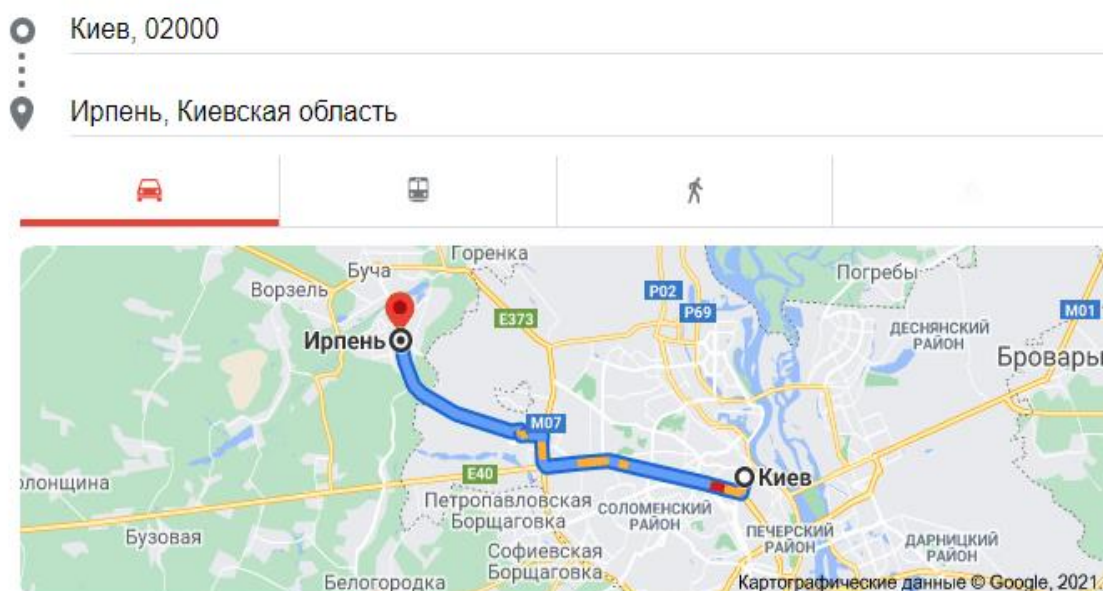 Киев, 02000
Ирпень, Киевская область
Горенка
Буча
Ворзель
Погребы
P02
P69
M01
E373
ДЕСНЯНСКИЙ
РАЙОН
Ирпень
Бровары
M07
E40
Киев
олонщина
Петропавловская
Борщаговка
СОЛОМЕНСКИЙ
РАЙОН
Бузовая
ПЕЧЕРСКИЙ
РАЙОН
ДАРНИЦКИЙ
РАЙОН
Софиевская
Борщаговка
Белогородка
Картографические данные © Google, 2021.